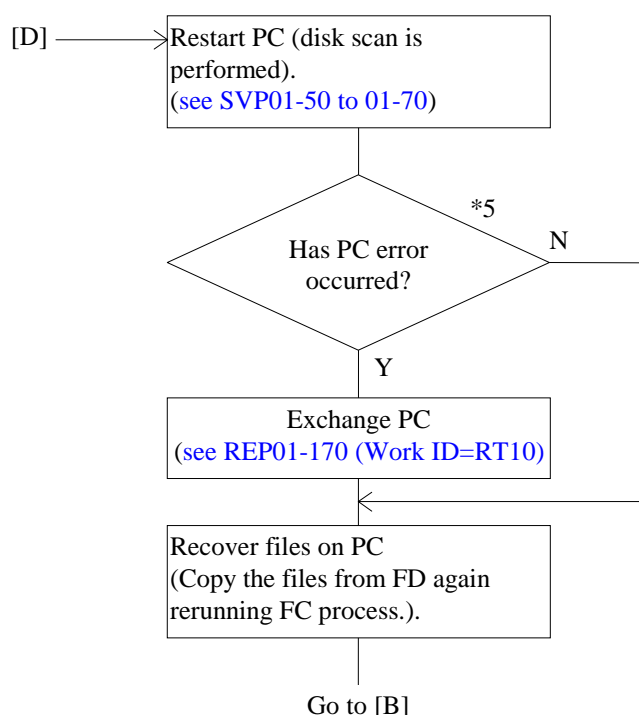 [D]
Restart PC (disk scan is
performed).
(see SVP01-50 to 01-70)
*5
Has PC error
occurred?
N
Y
Exchange PC
(see REP01-170 (Work ID=RT10)
Recover files on PC
(Copy the files from FD again
rerunning FC process.).
Go to [B]